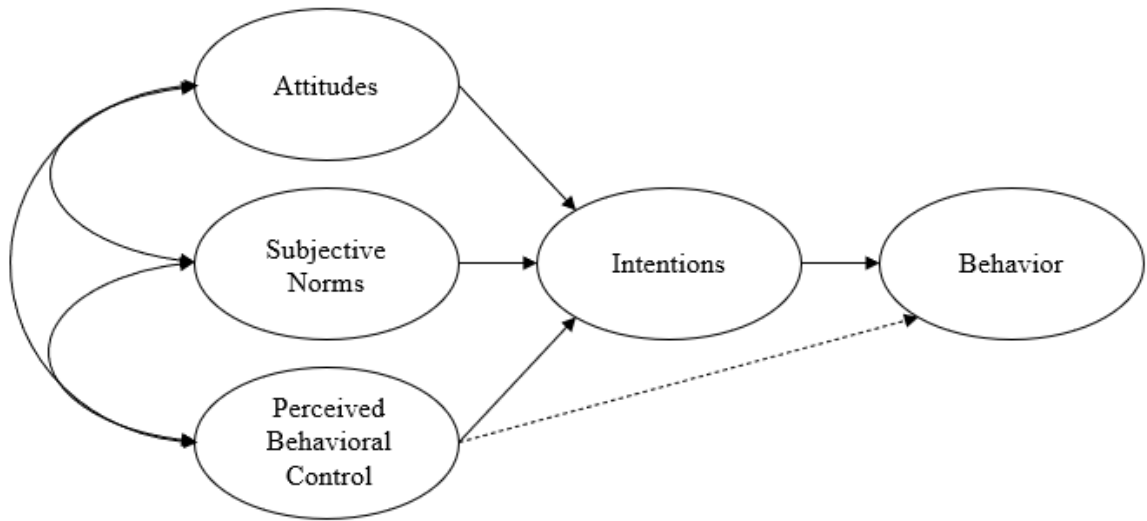 Attitudes
Subjective
Norms
Perceived
Behavioral
Control
Intentions
Behavior